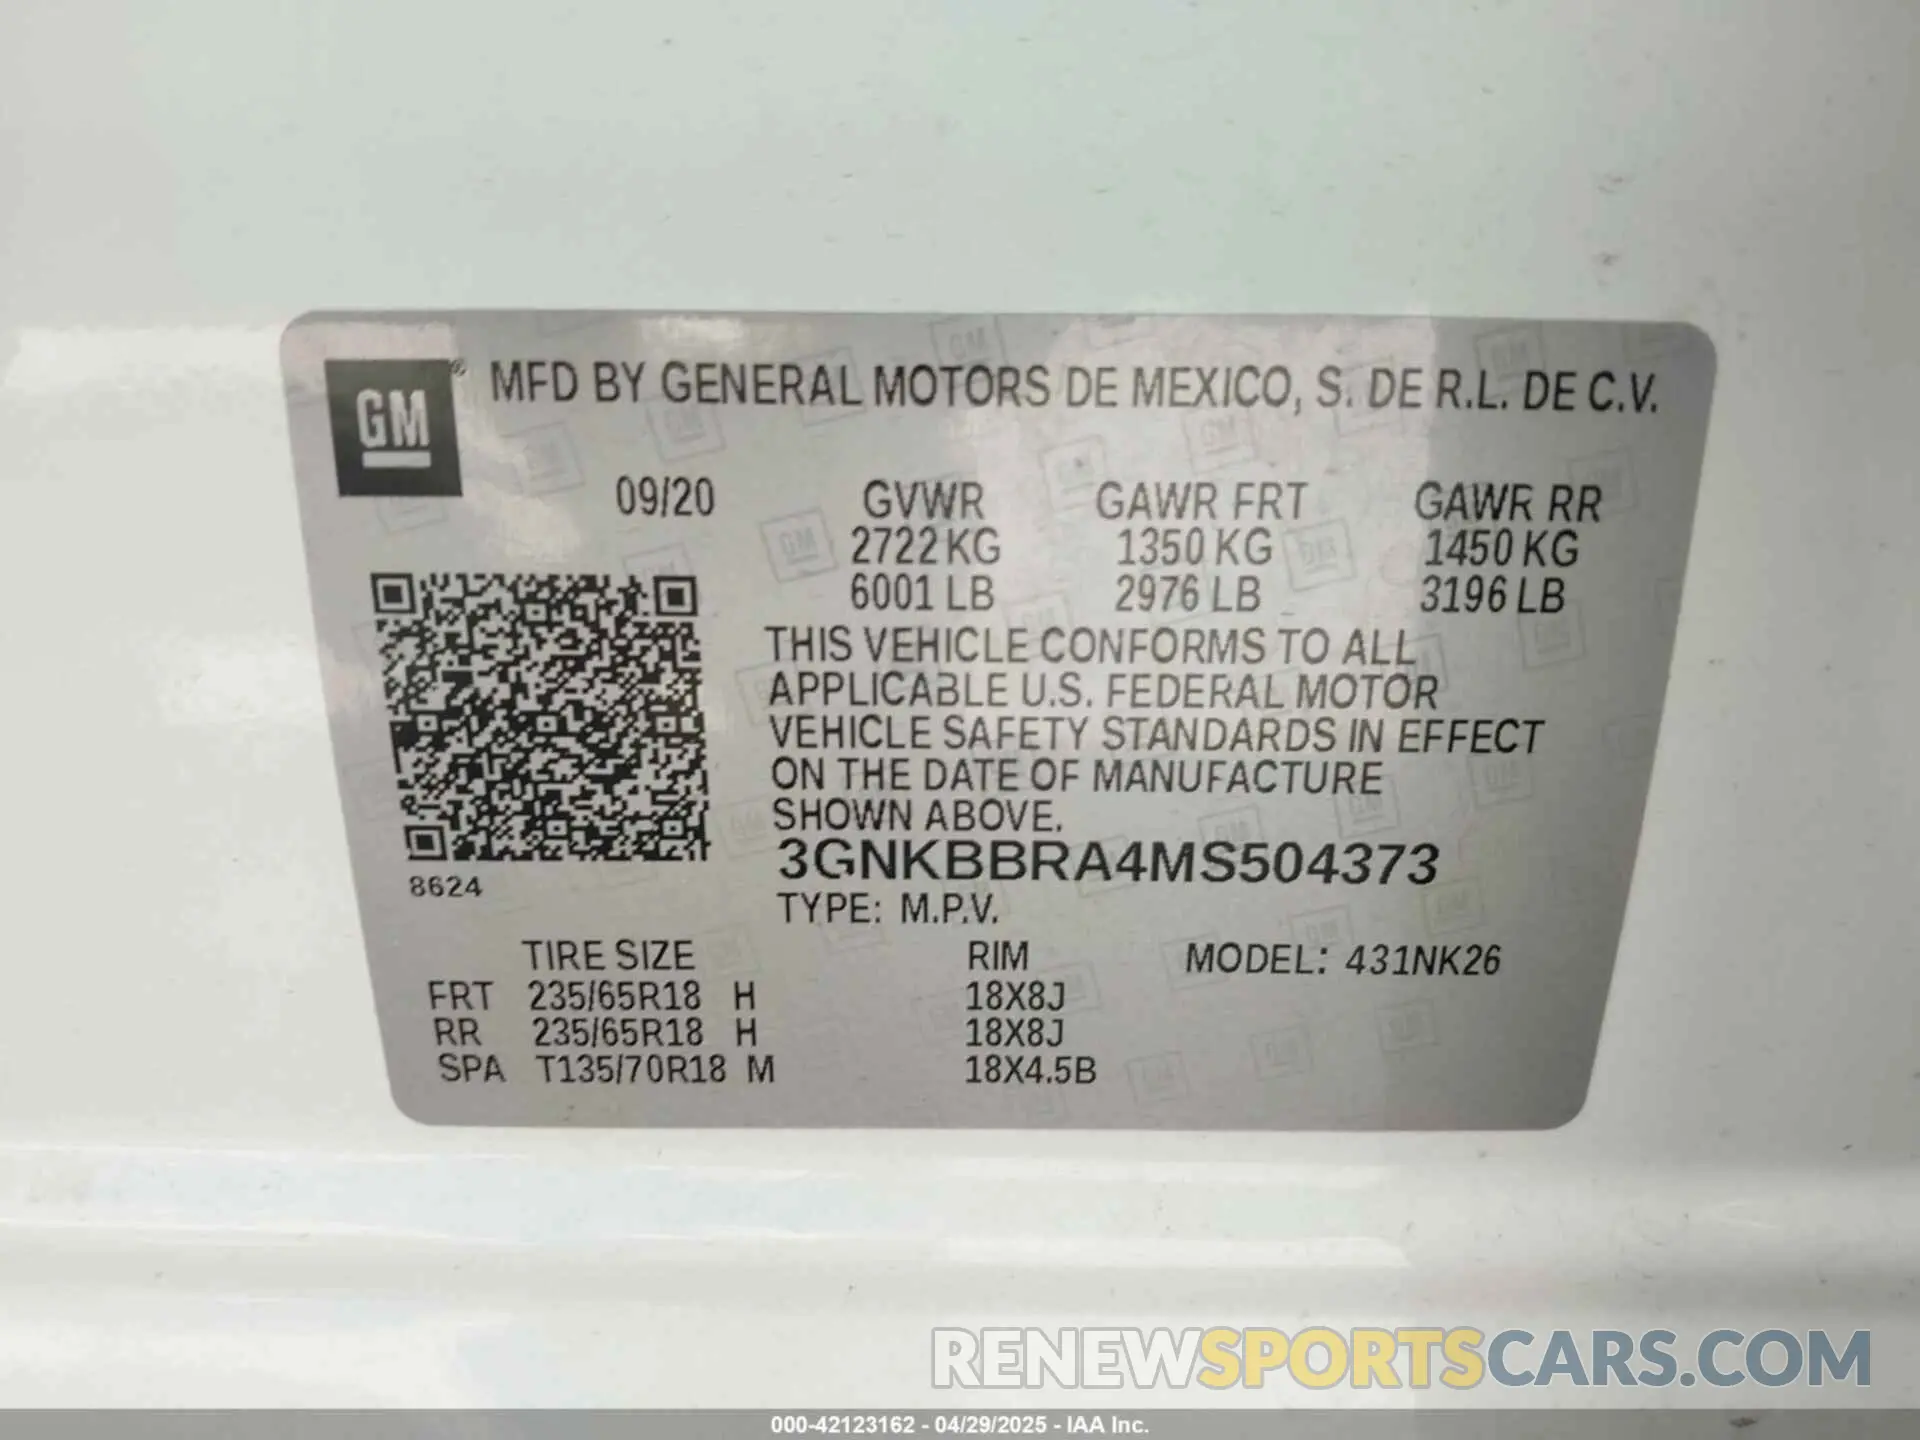 GM® MFD BY GENERAL MOTORS DE MEXICO, S. DE R.L. DE C.V.
09/20 GVWR GAWR FRT GAWR RR
2722 KG 1350 KG 1450 KG
6001 LB 2976 LB 3196 LB
THIS VEHICLE CONFORMS TO ALL
APPLICABLE U.S. FEDERAL MOTOR
VEHICLE SAFETY STANDARDS IN EFFECT
ON THE DATE OF MANUFACTURE
SHOWN ABOVE.
3GNKBBRA4MS504373
8624
TYPE: M.P.V.
TIRE SIZE RIM MODEL: 431NK26
FRT 235/65R18 H 18X8J
RR 235/65R18 H 18X8J
SPA T135/70R18 M 18X4.5B
RENEWSPORTSCARS.COM
000-42123162 - 04/29/2025 - IAA Inc.